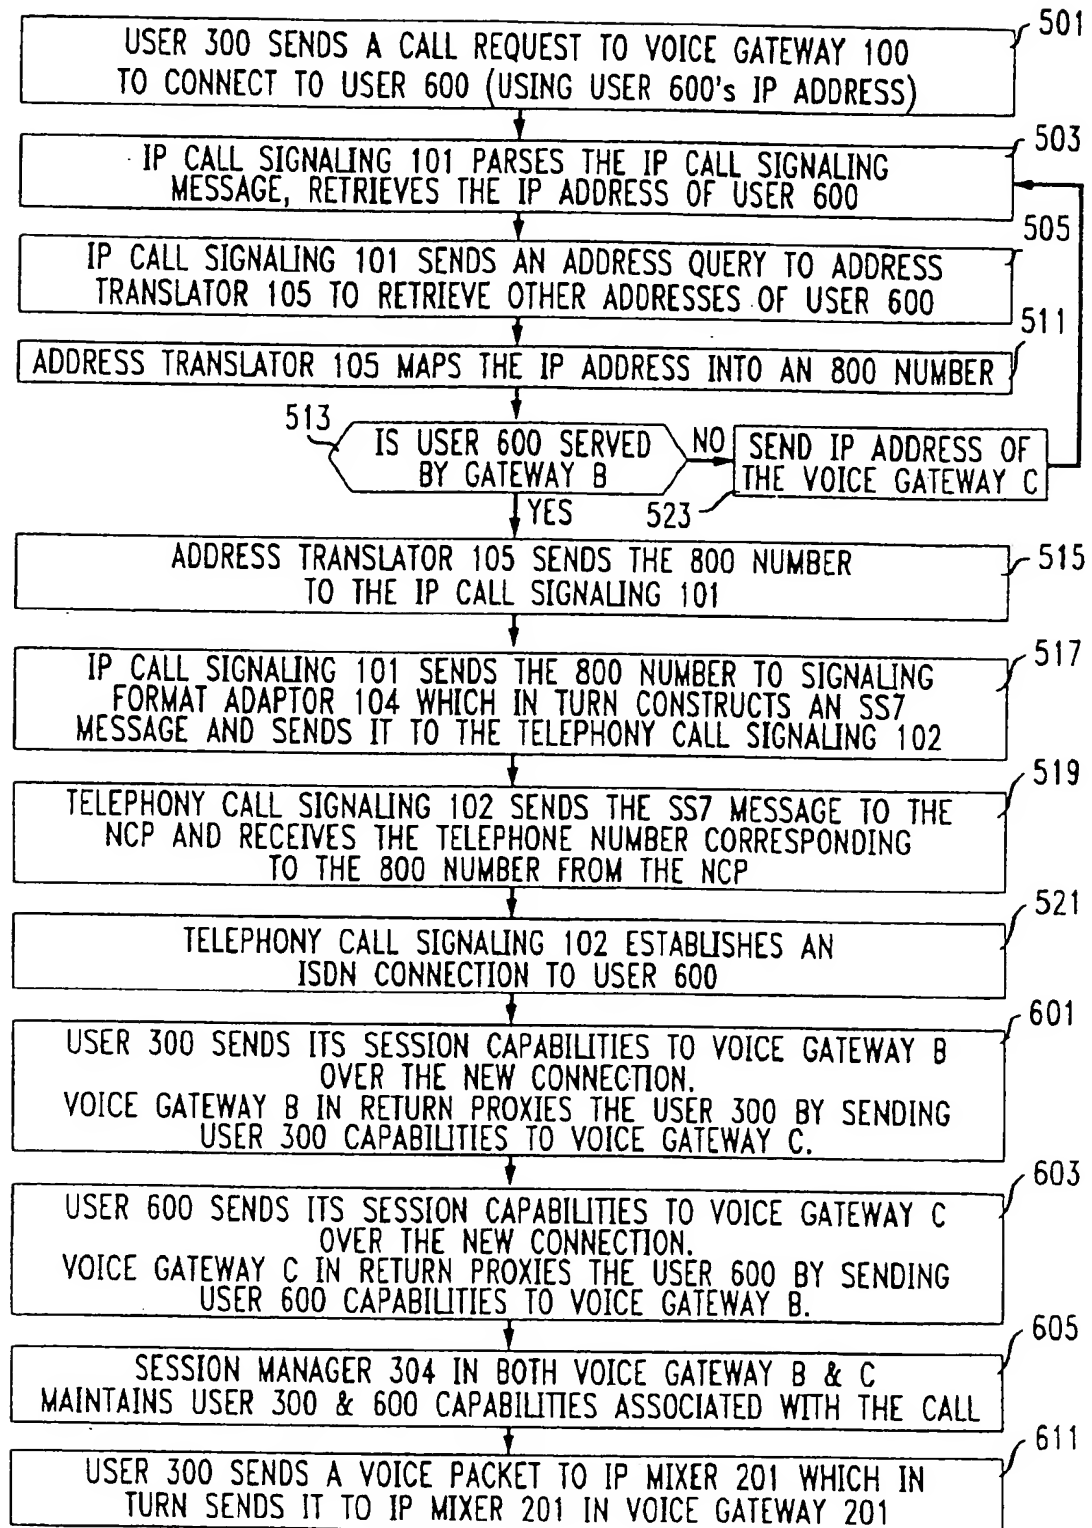 501
USER 300 SENDS A CALL REQUEST TO VOICE GATEWAY 100
TO CONNECT TO USER 600 (USING USER 600's IP ADDRESS)
503
IP CALL SIGNALING 101 PARSES THE IP CALL SIGNALING
MESSAGE, RETRIEVES THE IP ADDRESS OF USER 600
505
IP CALL SIGNALING 101 SENDS AN ADDRESS QUERY TO ADDRESS
TRANSLATOR 105 TO RETRIEVE OTHER ADDRESSES OF USER 600
511
ADDRESS TRANSLATOR 105 MAPS THE IP ADDRESS INTO AN 800 NUMBER
513
IS USER 600 SERVED
BY GATEWAY B
NO
SEND IP ADDRESS OF
THE VOICE GATEWAY C
YES
523
515
ADDRESS TRANSLATOR 105 SENDS THE 800 NUMBER
TO THE IP CALL SIGNALING 101
517
IP CALL SIGNALING 101 SENDS THE 800 NUMBER TO SIGNALING
FORMAT ADAPTOR 104 WHICH IN TURN CONSTRUCTS AN SS7
MESSAGE AND SENDS IT TO THE TELEPHONY CALL SIGNALING 102
519
TELEPHONY CALL SIGNALING 102 SENDS THE SS7 MESSAGE TO THE
NCP AND RECEIVES THE TELEPHONE NUMBER CORRESPONDING
TO THE 800 NUMBER FROM THE NCP
521
TELEPHONY CALL SIGNALING 102 ESTABLISHES AN
ISDN CONNECTION TO USER 600
601
USER 300 SENDS ITS SESSION CAPABILITIES TO VOICE GATEWAY B
OVER THE NEW CONNECTION.
VOICE GATEWAY B IN RETURN PROXIES THE USER 300 BY SENDING
USER 300 CAPABILITIES TO VOICE GATEWAY C.
603
USER 600 SENDS ITS SESSION CAPABILITIES TO VOICE GATEWAY C
OVER THE NEW CONNECTION.
VOICE GATEWAY C IN RETURN PROXIES THE USER 600 BY SENDING
USER 600 CAPABILITIES TO VOICE GATEWAY B.
605
SESSION MANAGER 304 IN BOTH VOICE GATEWAY B & C
MAINTAINS USER 300 & 600 CAPABILITIES ASSOCIATED WITH THE CALL
611
USER 300 SENDS A VOICE PACKET TO IP MIXER 201 WHICH IN
TURN SENDS IT TO IP MIXER 201 IN VOICE GATEWAY 201